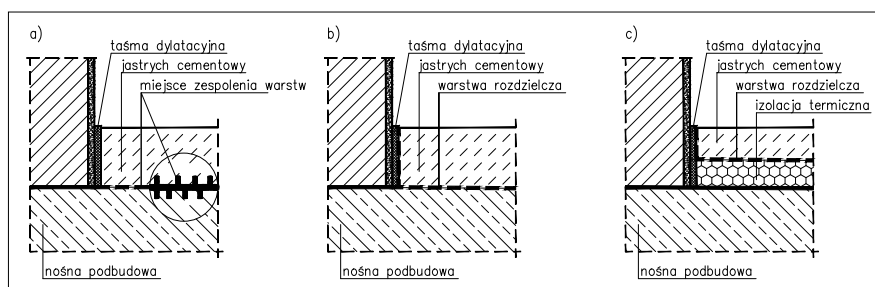 a)
taśma dylatacyjna
jastrych cementowy
miejsce zespolenia warstw
nośna podbudowa
b)
taśma dylatacyjna
jastrych cementowy
warstwa rozdzielcza
nośna podbudowa
c)
taśma dylatacyjna
jastrych cementowy
warstwa rozdzielcza
izolacja termiczna
nośna podbudowa